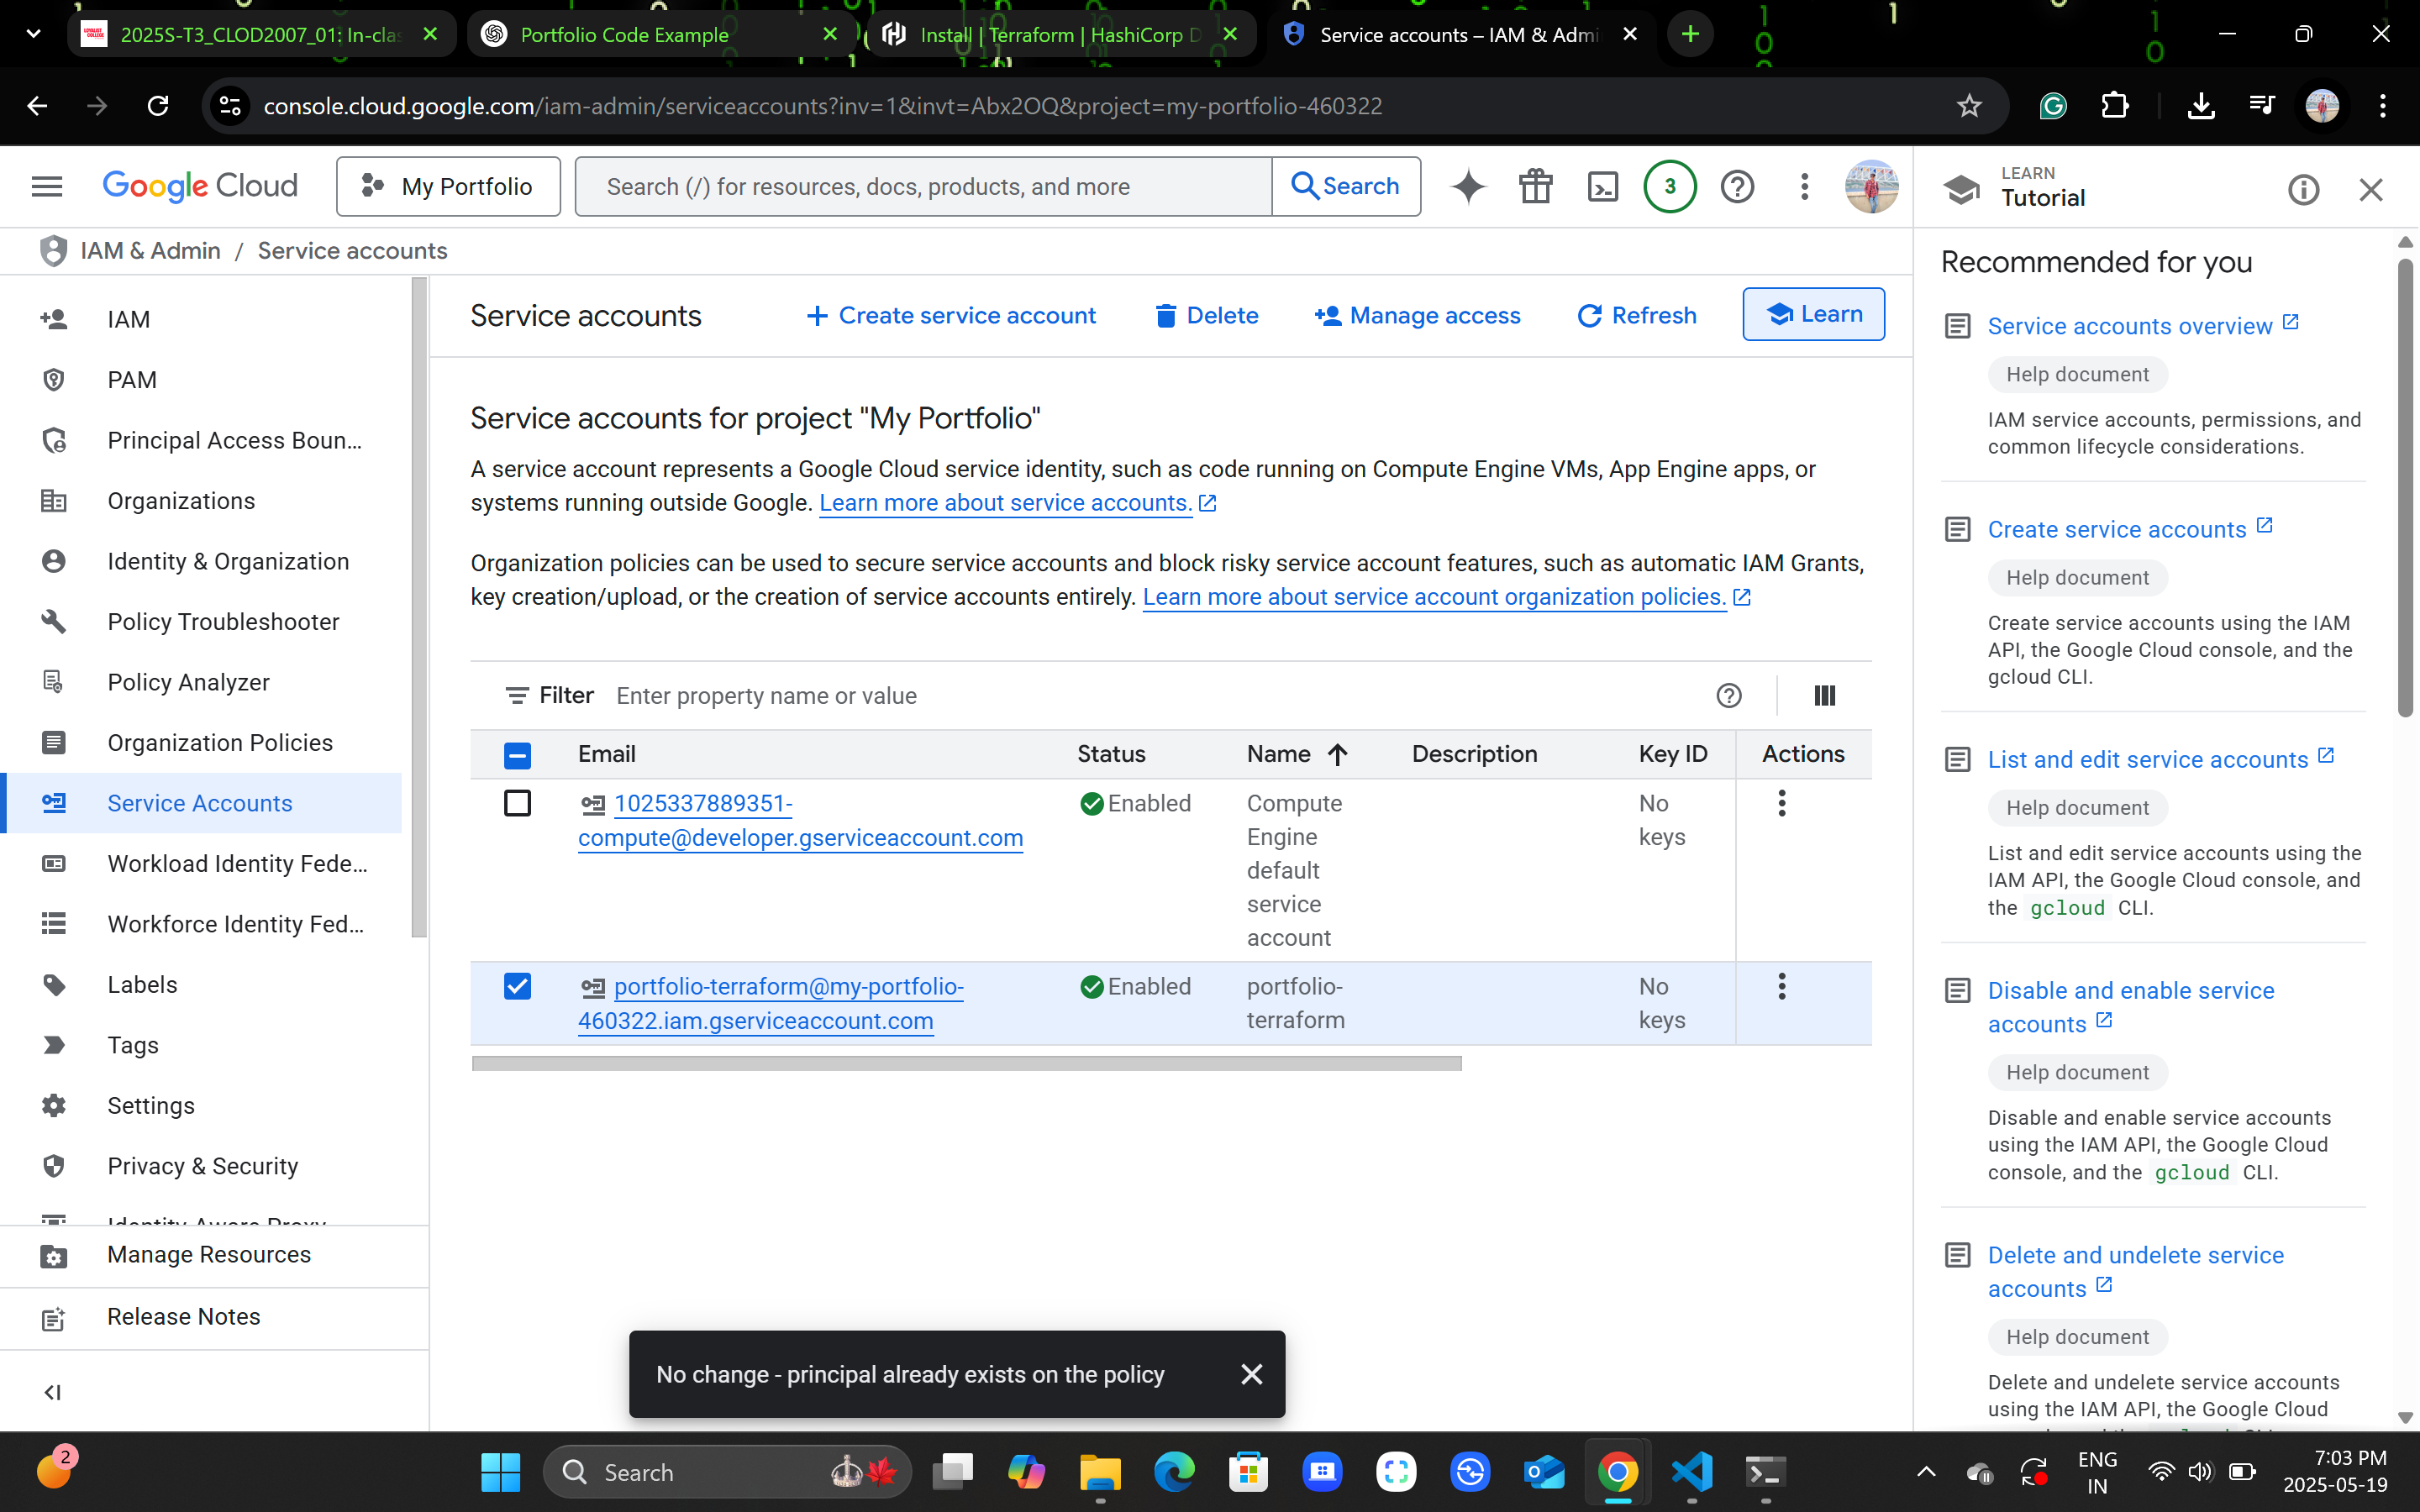 2025S-T3_CLOD2007_01: In-clas
Portfolio Code Example
Install | Terraform | HashiCorp D
Service accounts – IAM & Admi
console.cloud.google.com/iam-admin/serviceaccounts?inv=1&invt=Abx2OQ&project=my-portfolio-460322
Google Cloud
My Portfolio
Search (/) for resources, docs, products, and more
Search
3
LEARN
Tutorial
IAM & Admin / Service accounts
IAM
PAM
Principal Access Boun...
Organizations
Identity & Organization
Policy Troubleshooter
Policy Analyzer
Organization Policies
Service Accounts
Workload Identity Fede...
Workforce Identity Fed...
Labels
Tags
Settings
Privacy & Security
Identity-Aware Proxy
Manage Resources
Release Notes
Service accounts
Create service account
Delete
Manage access
Refresh
Learn
Service accounts for project "My Portfolio"
A service account represents a Google Cloud service identity, such as code running on Compute Engine VMs, App Engine apps, or
systems running outside Google. Learn more about service accounts.
Organization policies can be used to secure service accounts and block risky service account features, such as automatic IAM Grants,
key creation/upload, or the creation of service accounts entirely. Learn more about service account organization policies.
Filter Enter property name or value
Email Status Name Description Key ID Actions
1025337889351- Enabled Compute No
compute@developer.gserviceaccount.com Engine keys
default
service
account
portfolio-terraform@my-portfolio- Enabled portfolio- No
460322.iam.gserviceaccount.com terraform keys
No change - principal already exists on the policy
Recommended for you
Service accounts overview
Help document
IAM service accounts, permissions, and
common lifecycle considerations.
Create service accounts
Help document
Create service accounts using the IAM
API, the Google Cloud console, and the
gcloud CLI.
List and edit service accounts
Help document
List and edit service accounts using the
IAM API, the Google Cloud console, and
the gcloud CLI.
Disable and enable service
accounts
Help document
Disable and enable service accounts
using the IAM API, the Google Cloud
console, and the gcloud CLI.
Delete and undelete service
accounts
Help document
Delete and undelete service accounts
using the IAM API, the Google Cloud
2
Search
ENG
IN
7:03 PM
2025-05-19